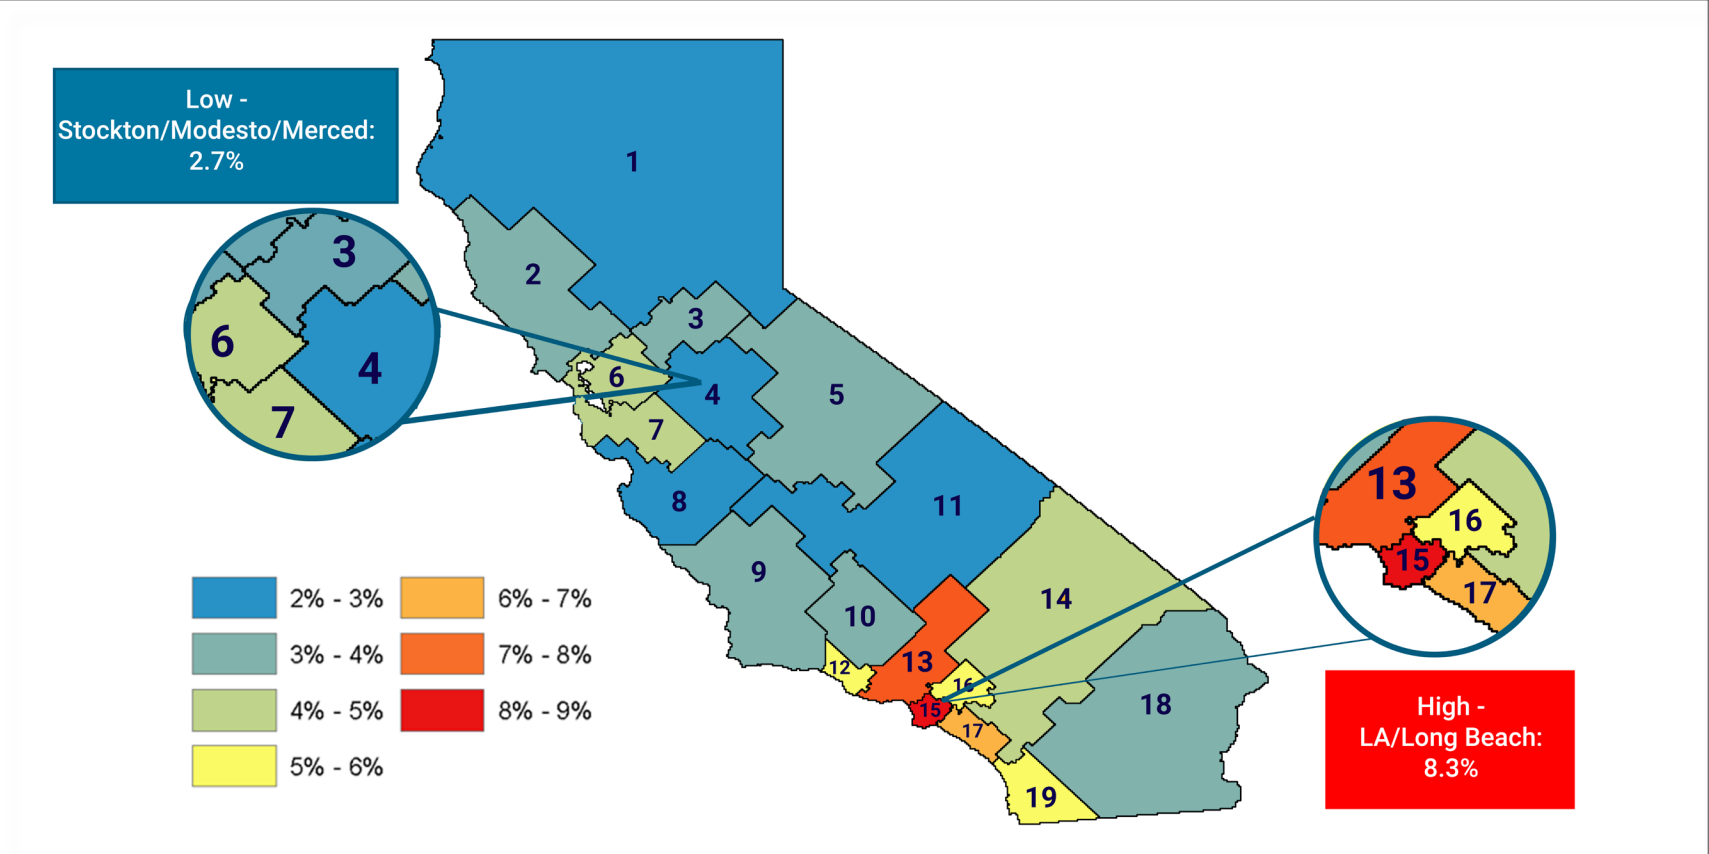 Low -
Stockton/Modesto/Merced:
2.7%
1
2
3
3
6
4
7
6
4
5
7
8
11
9
10
14
12
13
16
15
17
18
19
13
16
15
17
2% - 3%
6% - 7%
3% - 4%
7% - 8%
4% - 5%
8% - 9%
5% - 6%
High -
LA/Long Beach:
8.3%